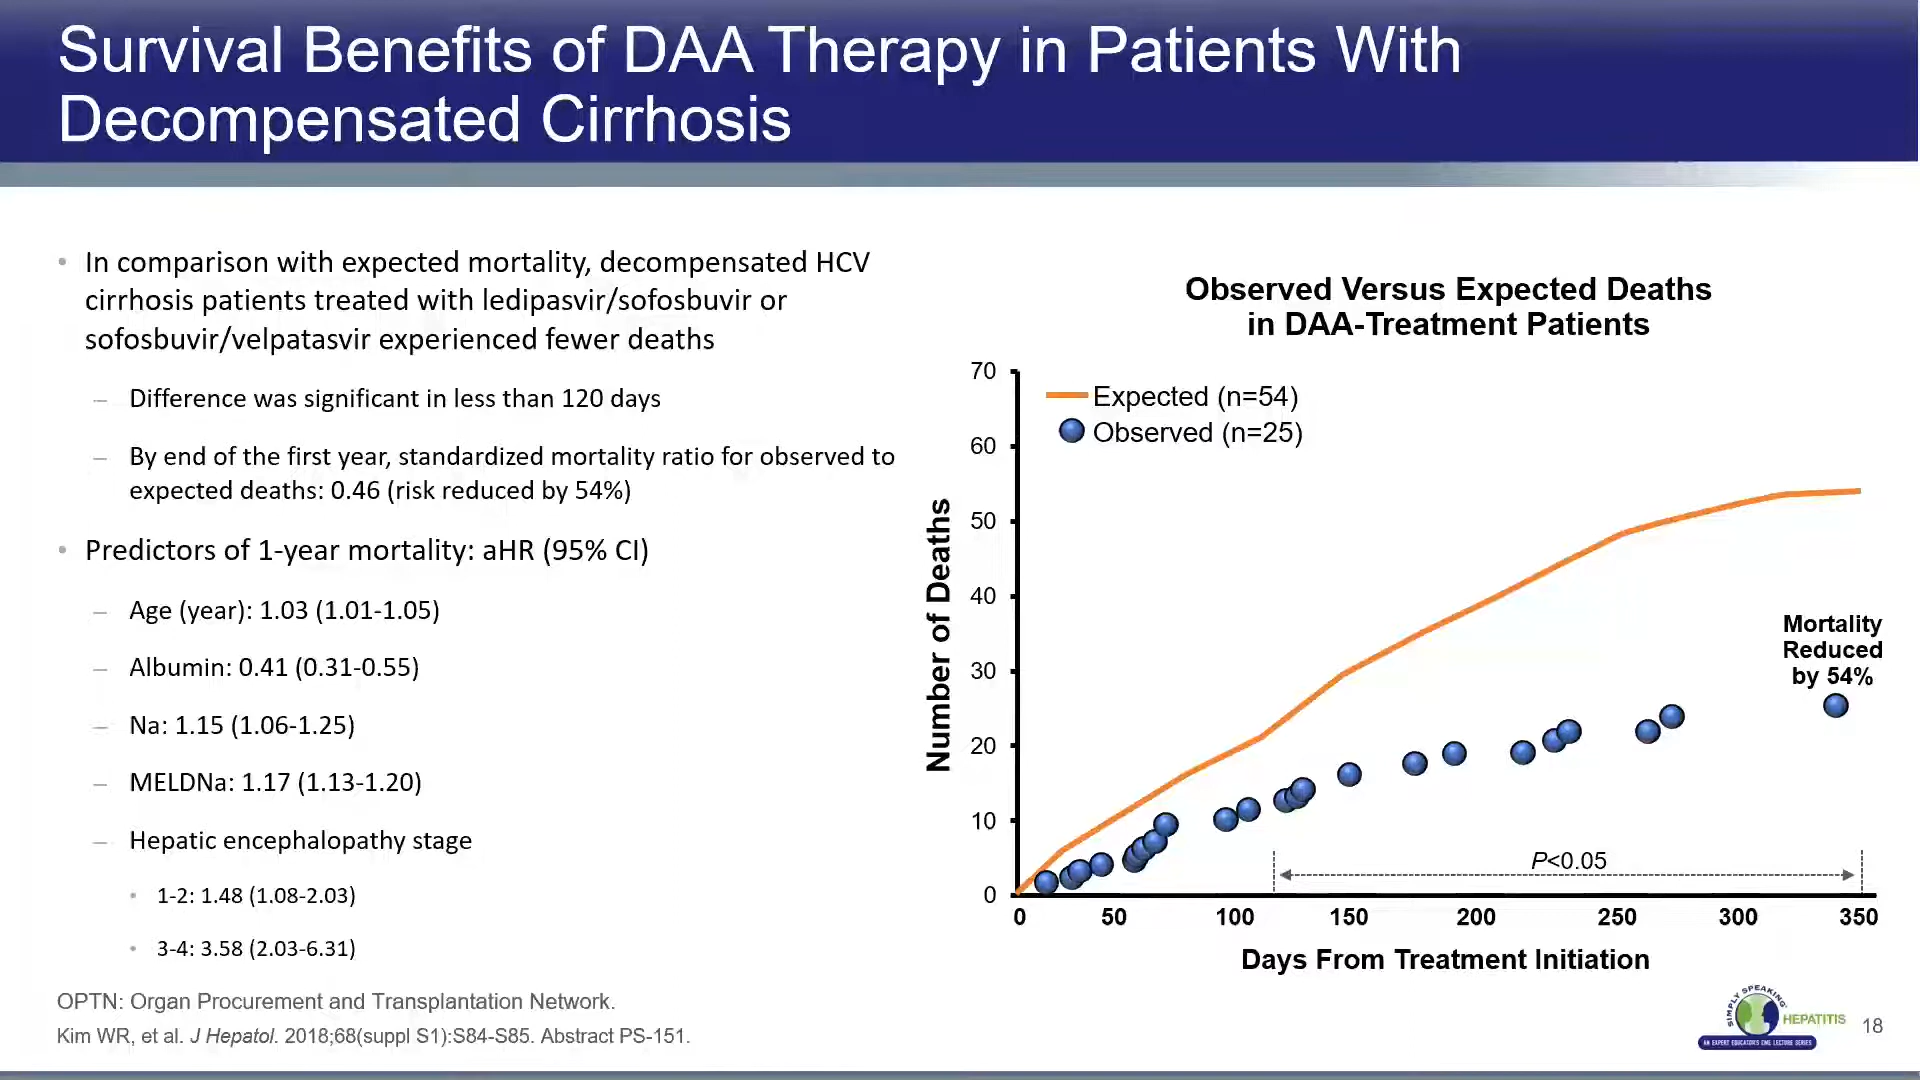 Survival Benefits of DAA Therapy in Patients With
Decompensated Cirrhosis
• In comparison with expected mortality, decompensated HCV
cirrhosis patients treated with ledipasvir/sofosbuvir or
sofosbuvir/velpatasvir experienced fewer deaths
– Difference was significant in less than 120 days
– By end of the first year, standardized mortality ratio for observed to
expected deaths: 0.46 (risk reduced by 54%)
• Predictors of 1-year mortality: aHR (95% CI)
– Age (year): 1.03 (1.01-1.05)
– Albumin: 0.41 (0.31-0.55)
– Na: 1.15 (1.06-1.25)
– MELDNa: 1.17 (1.13-1.20)
– Hepatic encephalopathy stage
• 1-2: 1.48 (1.08-2.03)
• 3-4: 3.58 (2.03-6.31)
OPTN: Organ Procurement and Transplantation Network.
Kim WR, et al. J Hepatol. 2018;68(suppl S1):S84-S85. Abstract PS-151.
Observed Versus Expected Deaths
in DAA-Treatment Patients
Expected (n=54)
Observed (n=25)
Number of Deaths
70
60
50
40
30
20
10
0
Mortality
Reduced
by 54%
P<0.05
0 50 100 150 200 250 300 350
Days From Treatment Initiation
SIMPLY SPEAKING
HEPATITIS
AN EXPERT EDUCATOR'S CME LECTURE SERIES
18